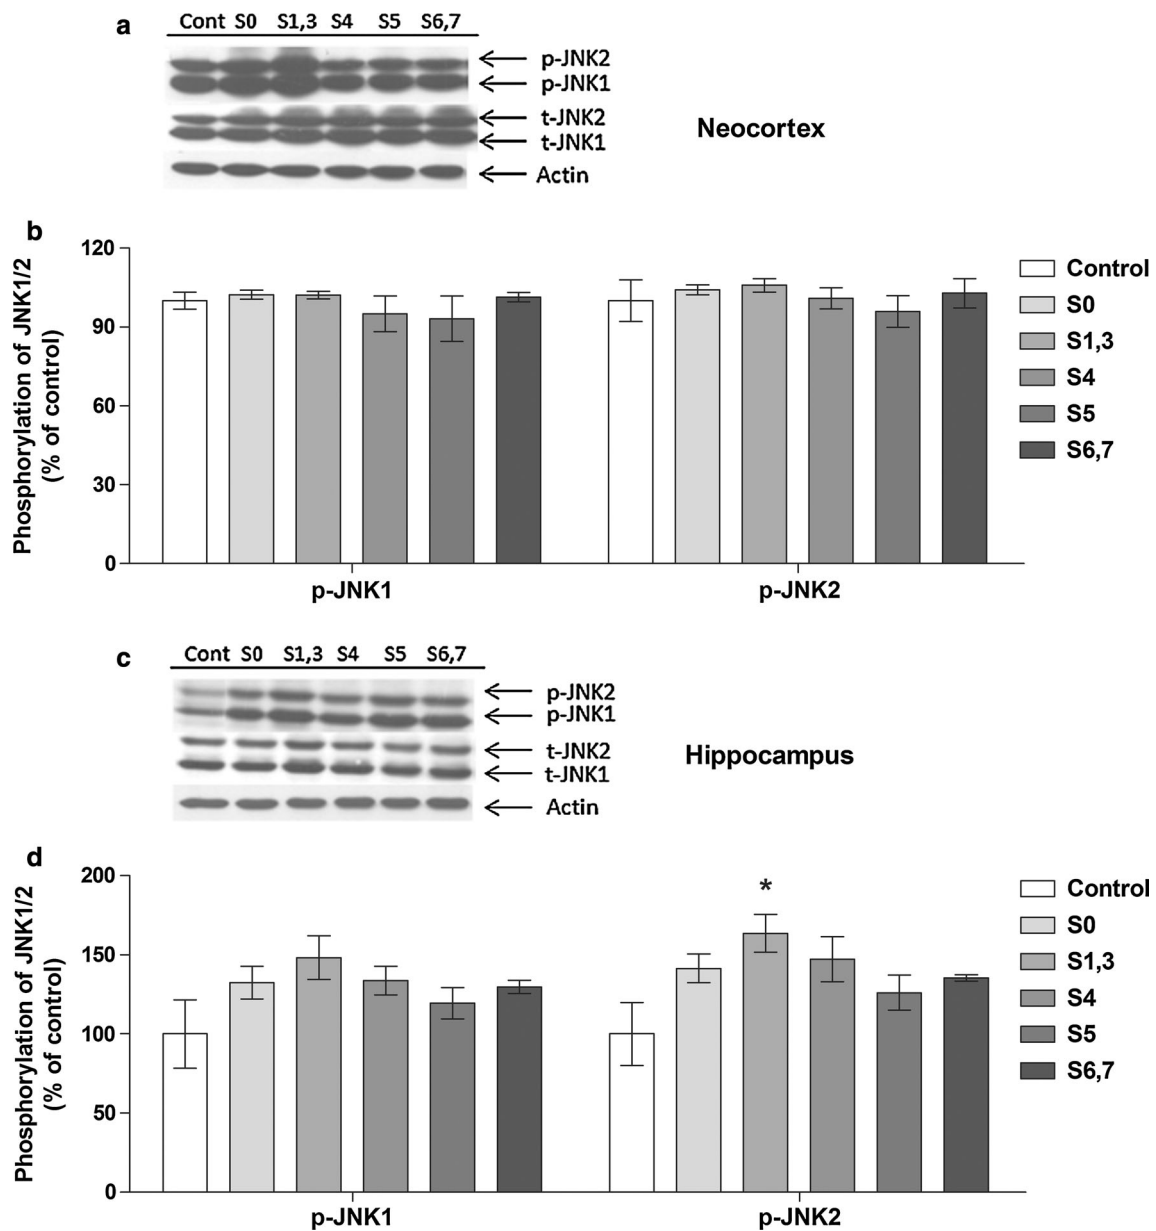 a
Cont S0 S1,3 S4 S5 S6,7
p-JNK2
p-JNK1
t-JNK2
t-JNK1
Actin
Neocortex
b
Phosphorylation of JNK1/2
(% of control)
120
90
60
30
0
p-JNK1 p-JNK2
Control
S0
S1,3
S4
S5
S6,7
c
Cont S0 S1,3 S4 S5 S6,7
p-JNK2
p-JNK1
t-JNK2
t-JNK1
Actin
Hippocampus
d
Phosphorylation of JNK1/2
(% of control)
200
150
100
50
0
*
p-JNK1 p-JNK2
Control
S0
S1,3
S4
S5
S6,7